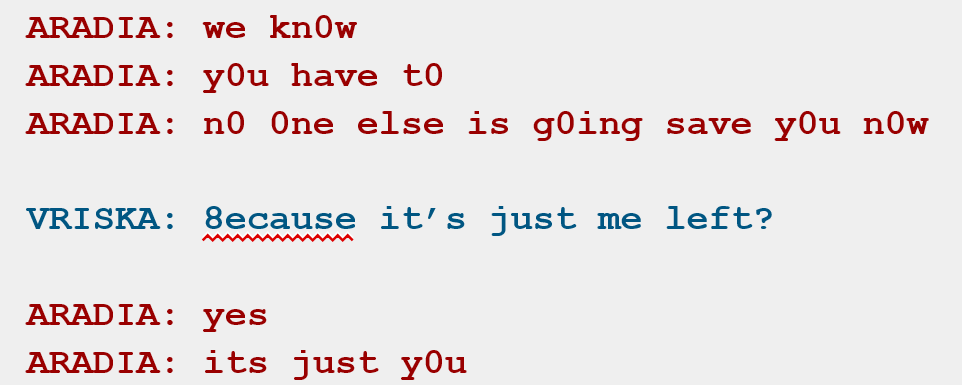 ARADIA: we kn0w
ARADIA: y0u have t0
ARADIA: n0 0ne else is g0ing save y0u n0w
VRISKA: 8ecause it’s just me left?
ARADIA: yes
ARADIA: its just y0u